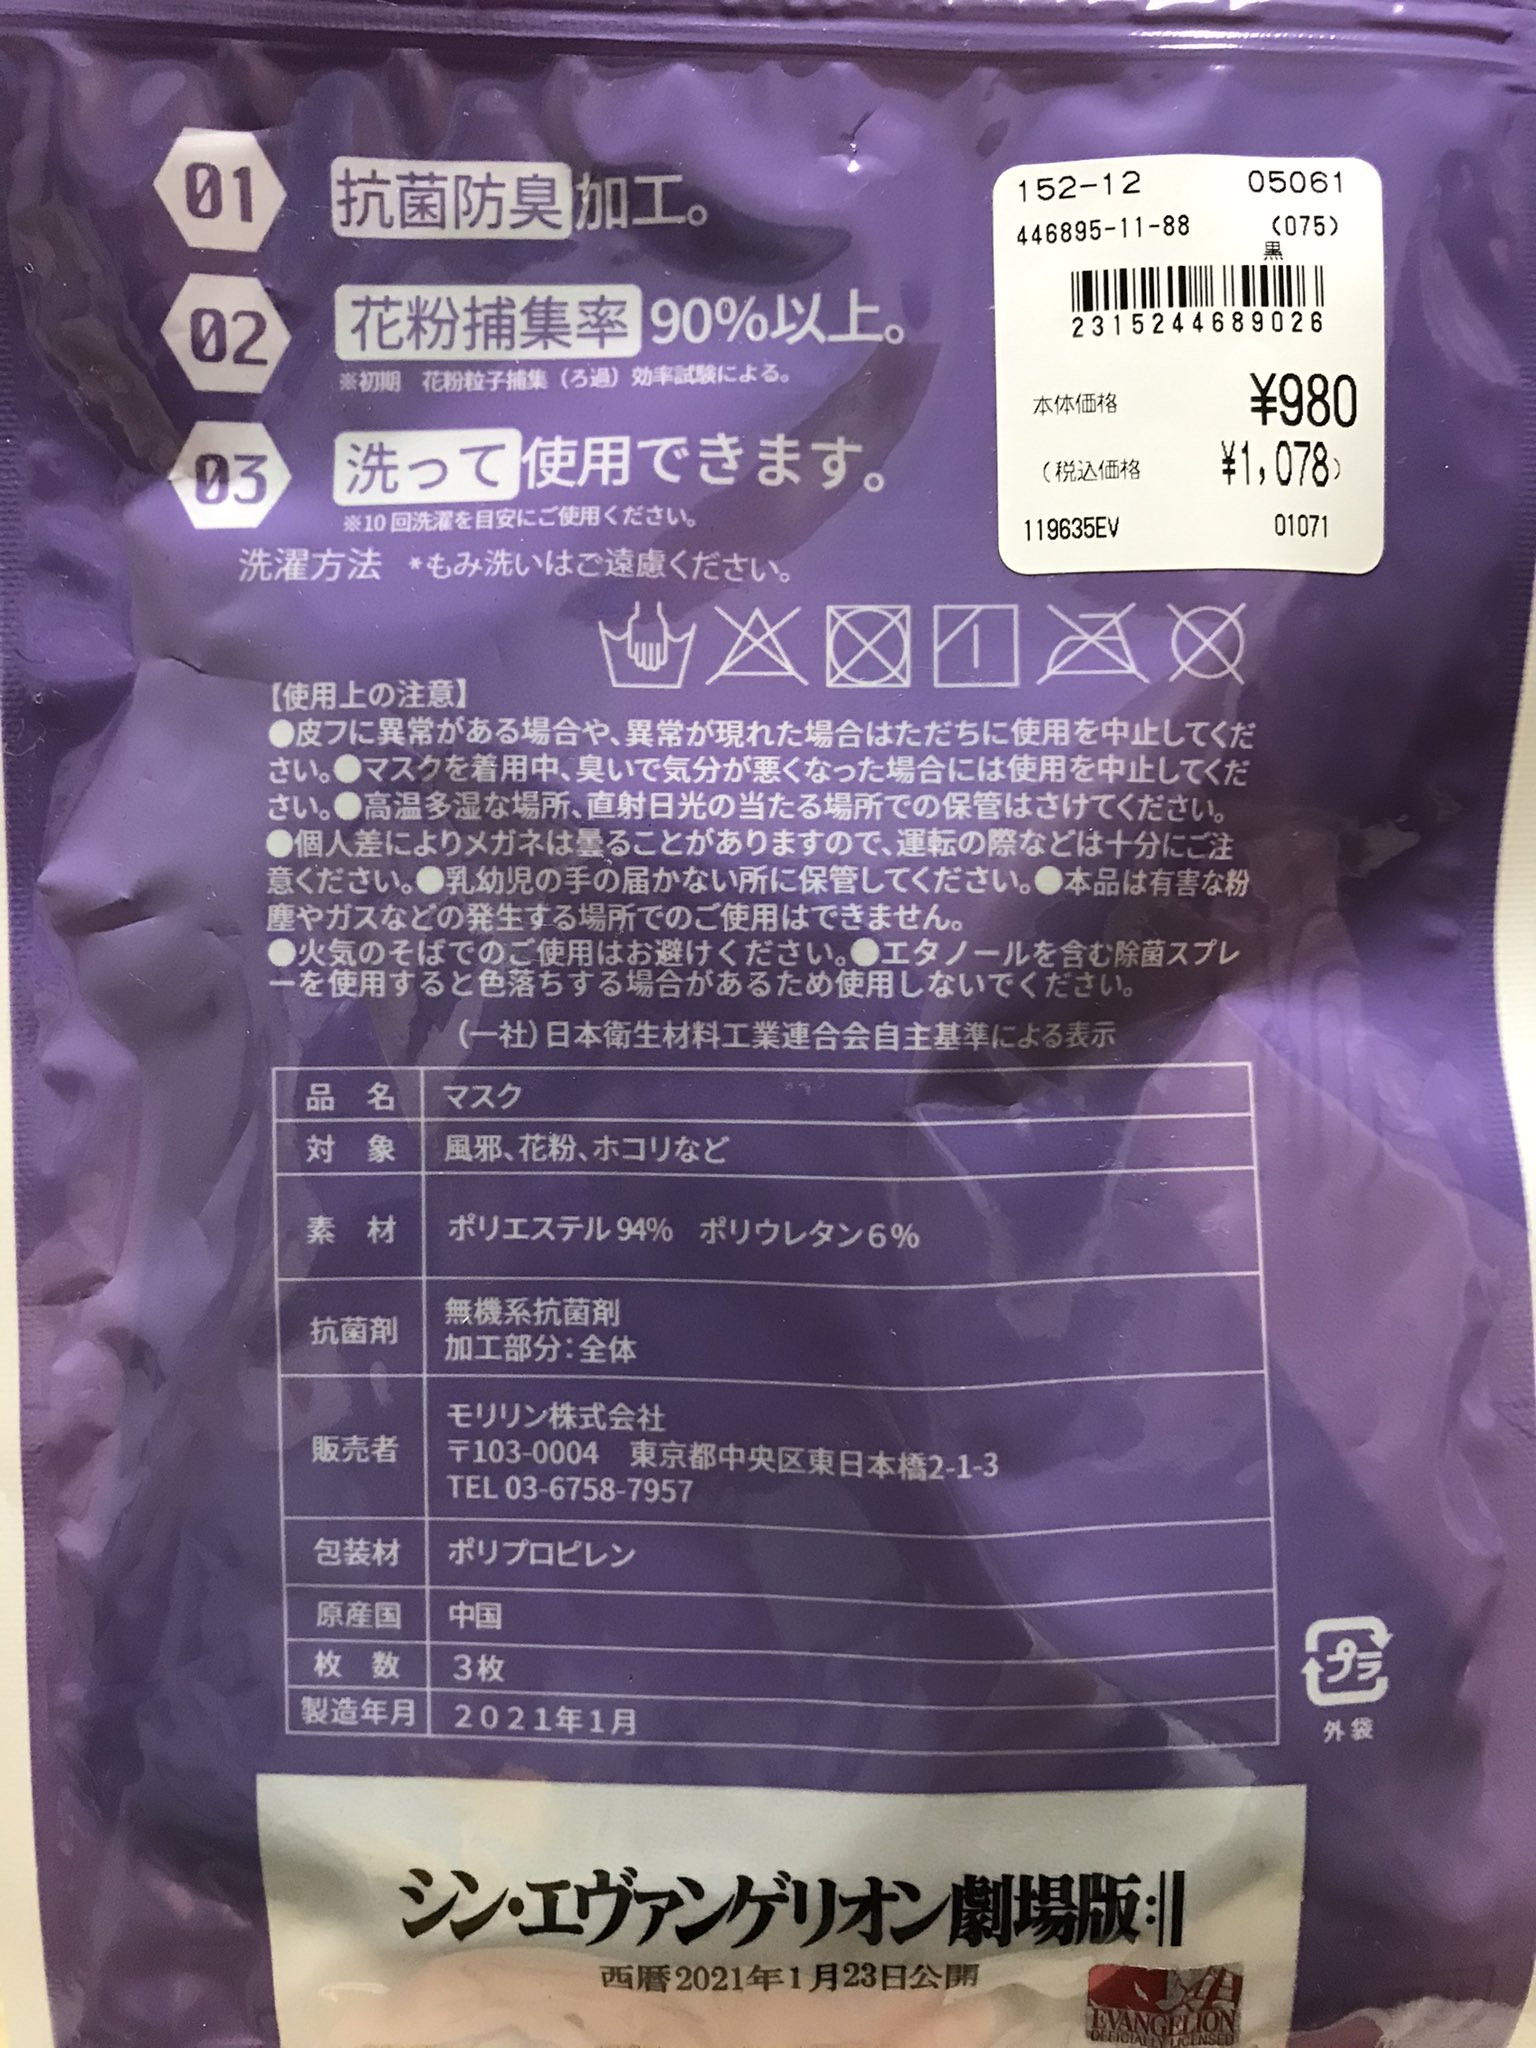 01 抗菌防臭加工。
02 花粉捕集率90%以上。
※初期　花粉粒子捕集（ろ過）効率試験による。
03 洗って使用できます。
※10回洗濯を目安にご使用ください。
洗濯方法　*もみ洗いはご遠慮ください。
152-12 05061
446895-11-88 (075)
黒
2315244689026
本体価格 ¥980
(税込価格 ¥1,078)
119635EV 01071
【使用上の注意】
●皮フに異常がある場合や、異常が現れた場合はただちに使用を中止してくだ
さい。●マスクを着用中、臭いで気分が悪くなった場合には使用を中止してくだ
さい。●高温多湿な場所、直射日光の当たる場所での保管はさけてください。
●個人差によりメガネは曇ることがありますので、運転の際などは十分にご注
意ください。●乳幼児の手の届かない所に保管してください。●本品は有害な粉
塵やガスなどの発生する場所でのご使用はできません。
●火気のそばでのご使用はお避けください。●エタノールを含む除菌スプレ
ーを使用すると色落ちする場合があるため使用しないでください。
（一社）日本衛生材料工業連合会自主基準による表示
品　名 マスク
対　象 風邪、花粉、ホコリなど
素　材 ポリエステル94%　ポリウレタン6%
抗菌剤 無機系抗菌剤
加工部分：全体
販売者 モリリン株式会社
〒103-0004　東京都中央区東日本橋2-1-3
TEL 03-6758-7957
包装材 ポリプロピレン
原産国 中国
枚　数 3枚
製造年月 2021年1月
プラ
外袋
シン・エヴァンゲリオン劇場版:||
西暦2021年1月23日公開
EVANGELION
OFFICIALLY LICENSED